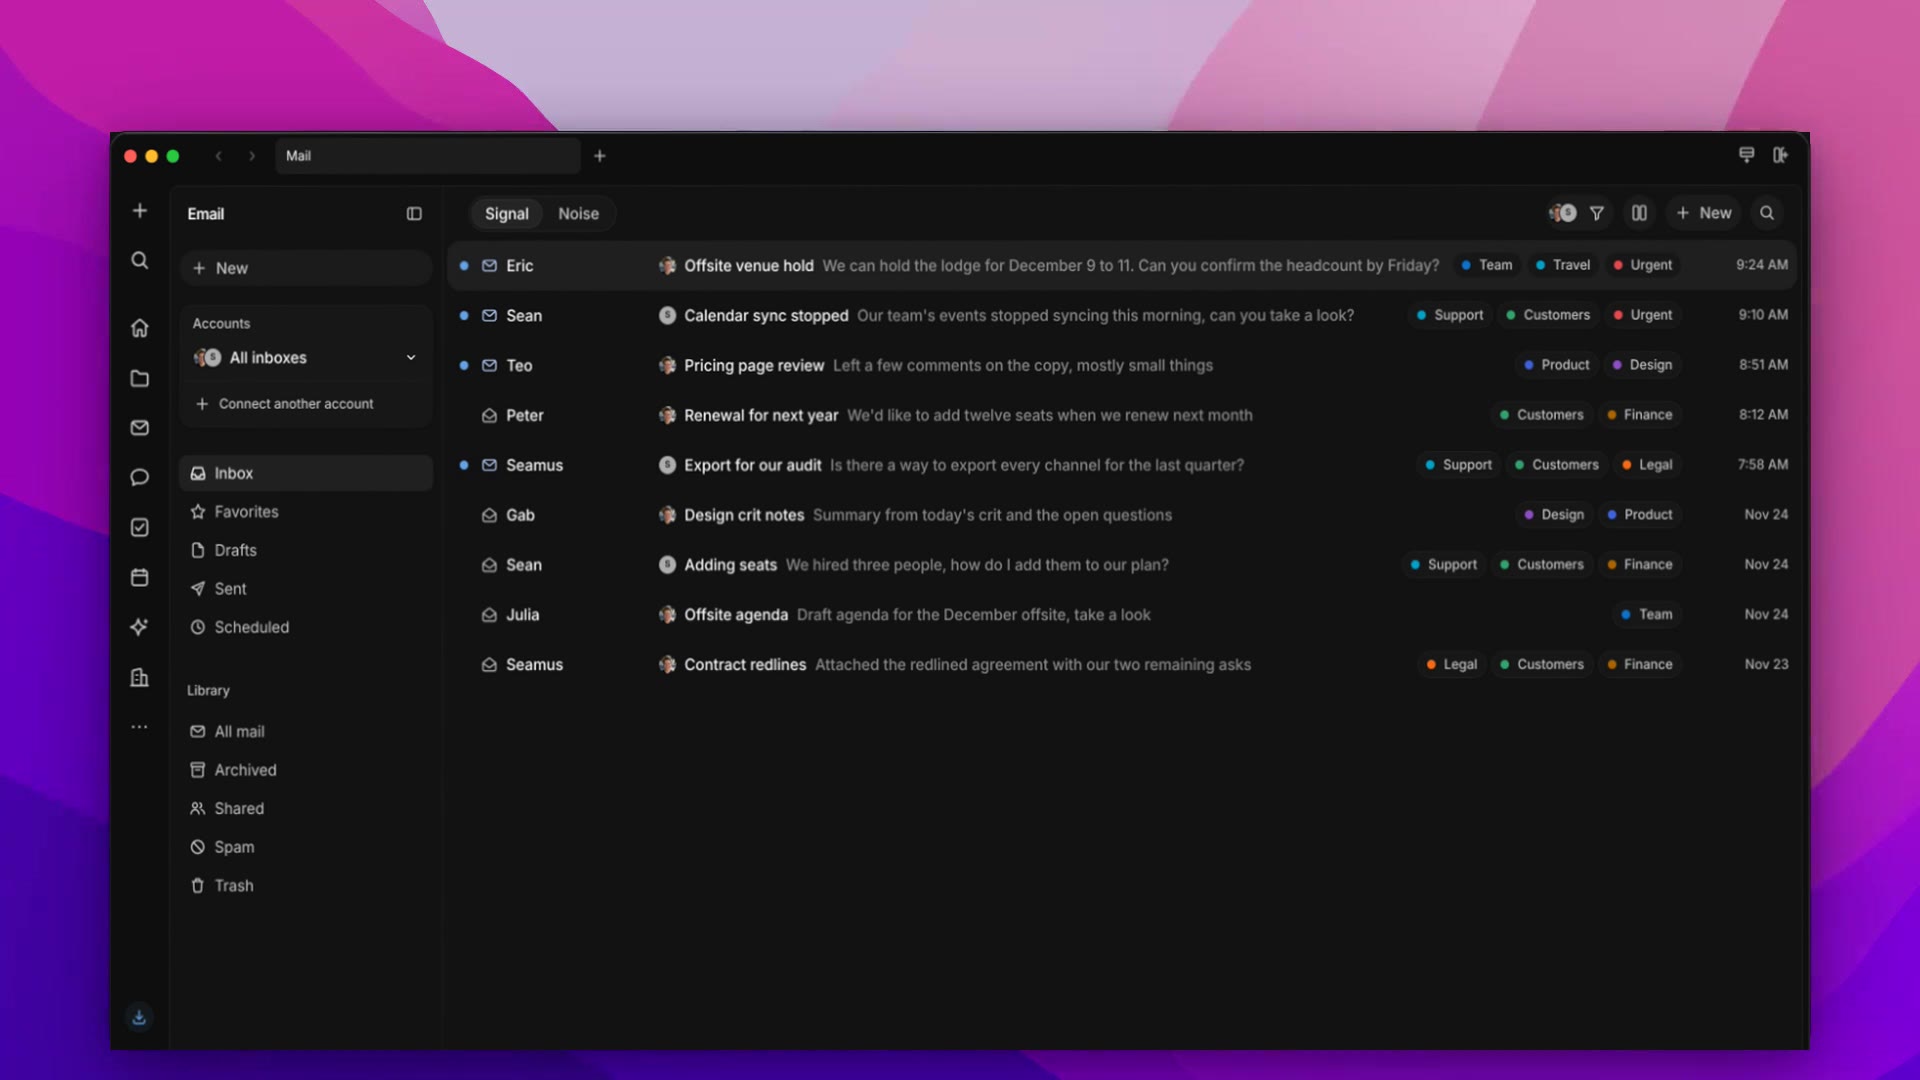 Mail
Email
New
Accounts
S All inboxes
Connect another account
Inbox
Favorites
Drafts
Sent
Scheduled
Library
All mail
Archived
Shared
Spam
Trash
Signal Noise
S New
Eric Offsite venue hold We can hold the lodge for December 9 to 11. Can you confirm the headcount by Friday? Team Travel Urgent 9:24 AM
Sean S Calendar sync stopped Our team's events stopped syncing this morning, can you take a look? Support Customers Urgent 9:10 AM
Teo Pricing page review Left a few comments on the copy, mostly small things Product Design 8:51 AM
Peter Renewal for next year We'd like to add twelve seats when we renew next month Customers Finance 8:12 AM
Seamus S Export for our audit Is there a way to export every channel for the last quarter? Support Customers Legal 7:58 AM
Gab Design crit notes Summary from today's crit and the open questions Design Product Nov 24
Sean S Adding seats We hired three people, how do I add them to our plan? Support Customers Finance Nov 24
Julia Offsite agenda Draft agenda for the December offsite, take a look Team Nov 24
Seamus Contract redlines Attached the redlined agreement with our two remaining asks Legal Customers Finance Nov 23